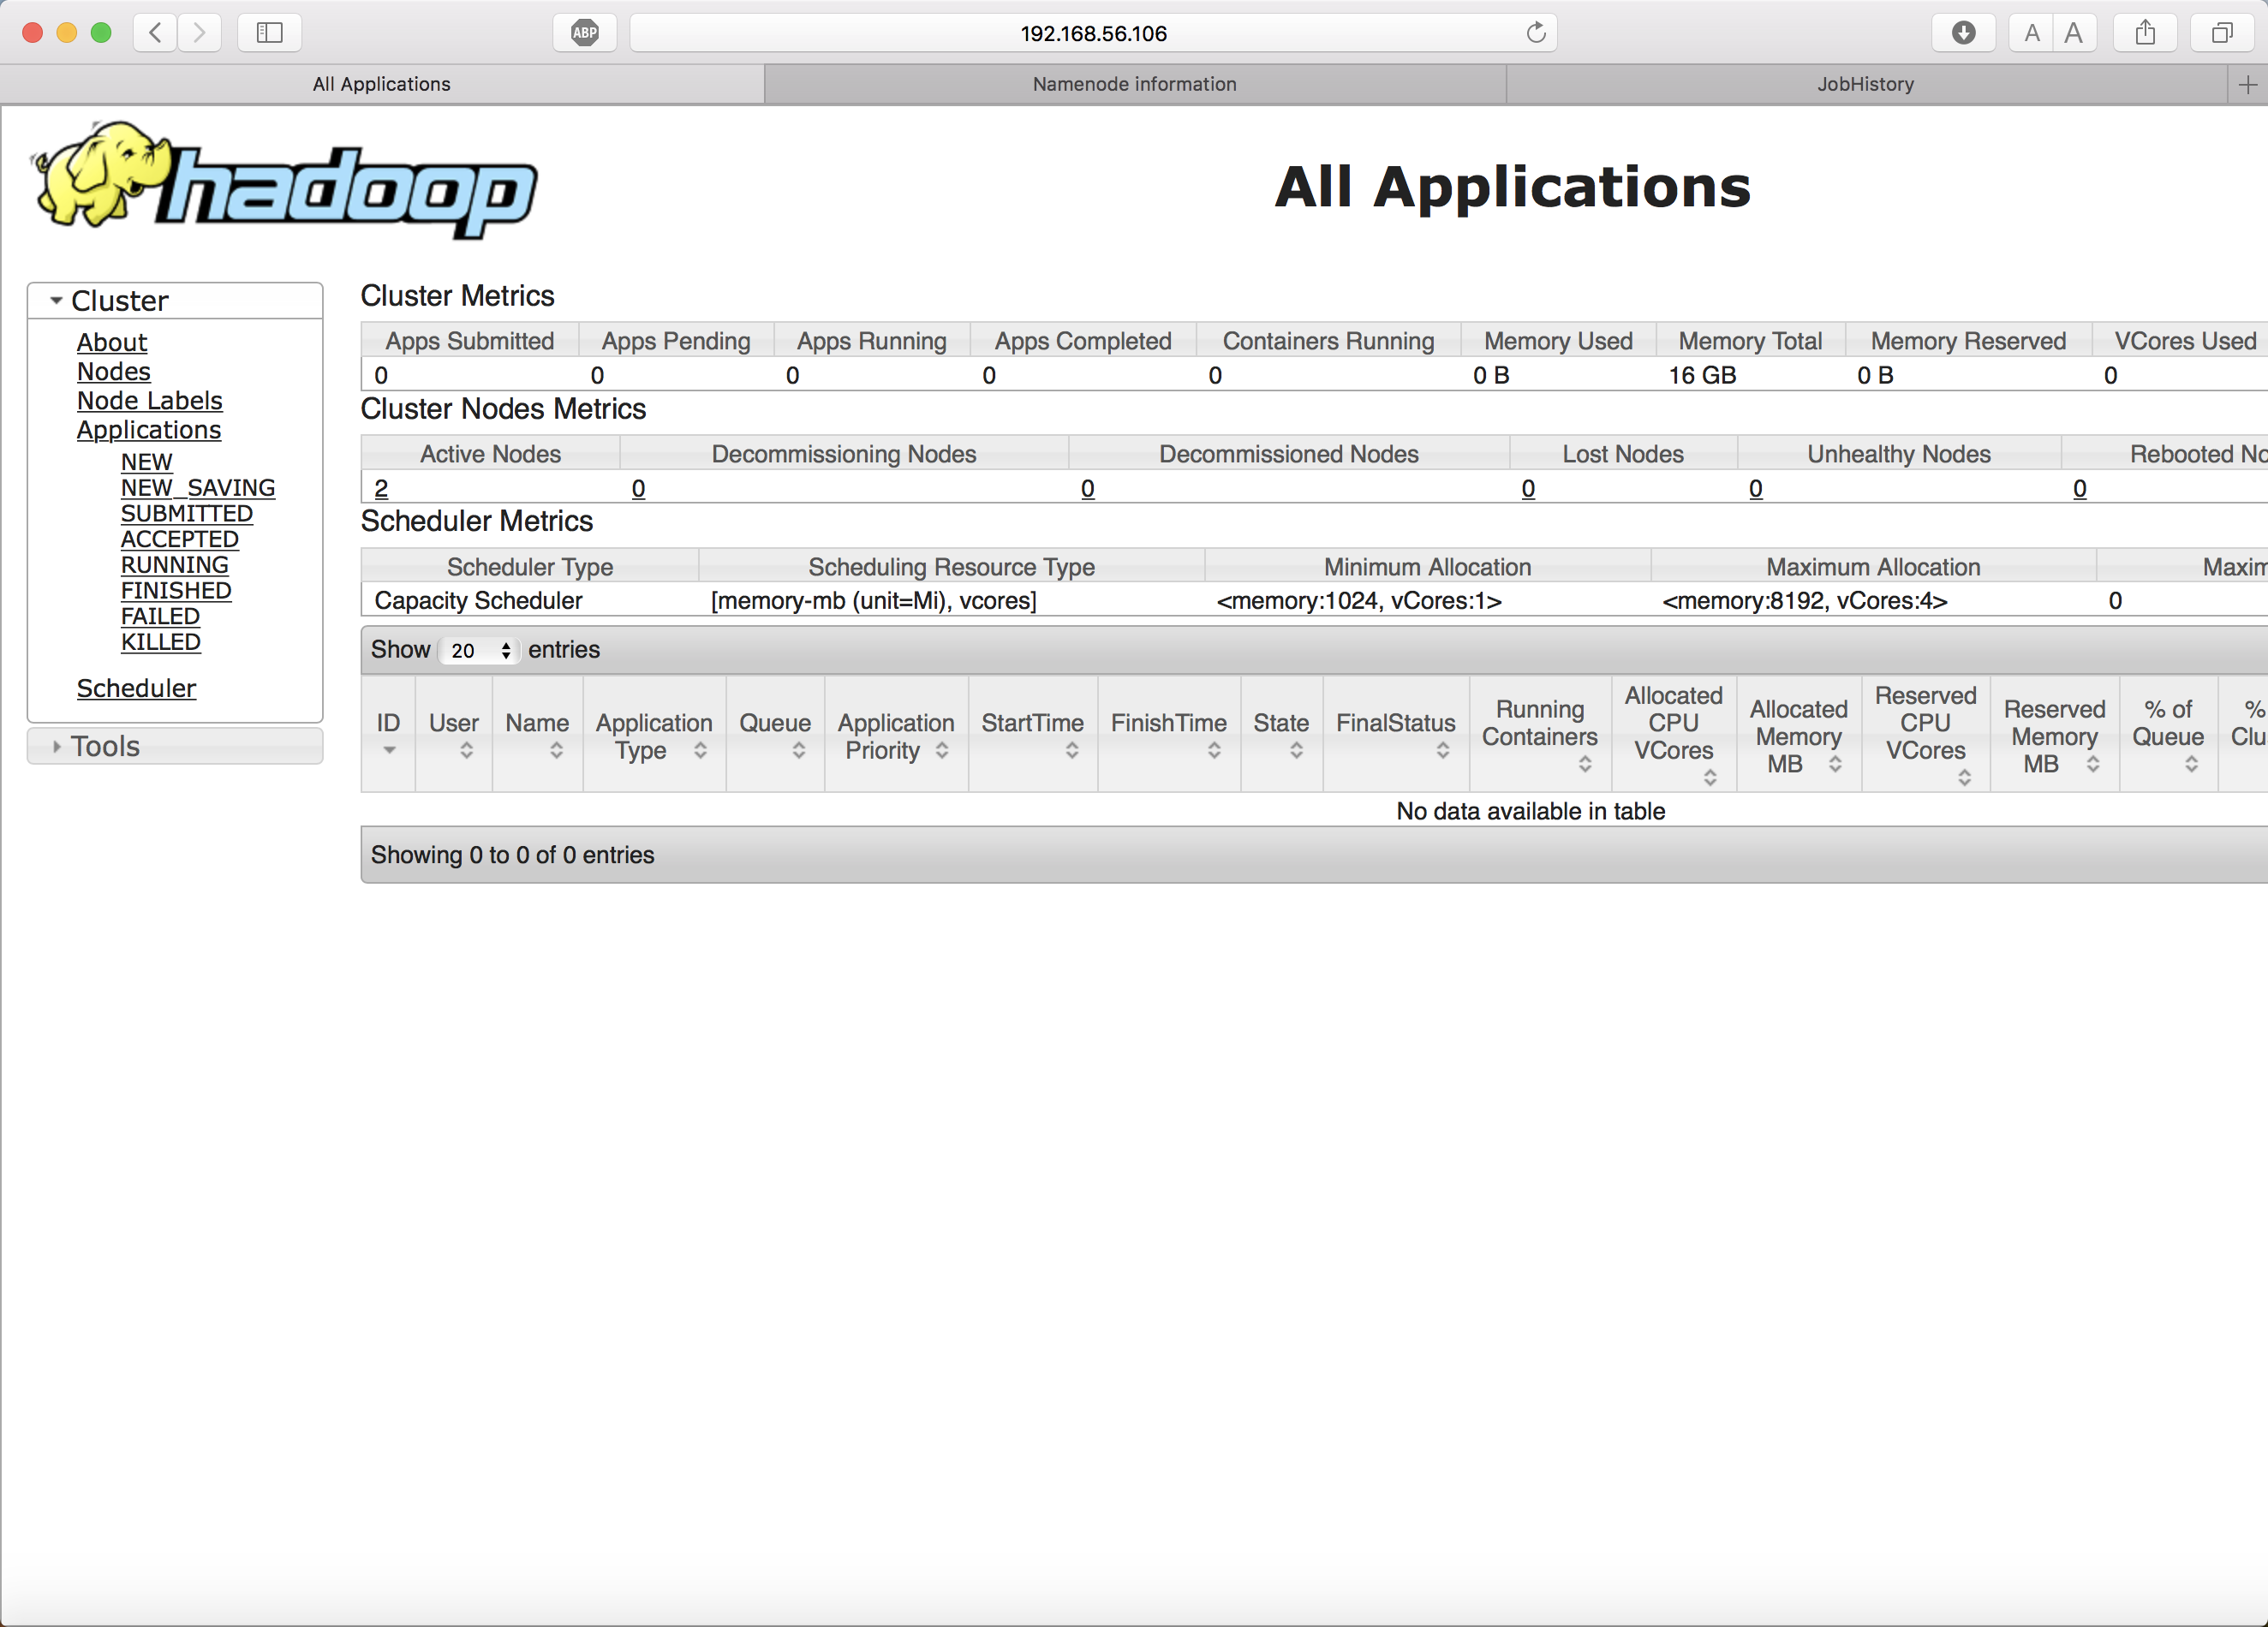 ABP
192.168.56.106
A A
All Applications
Namenode information
JobHistory
hadoop
All Applications
Cluster
About
Nodes
Node Labels
Applications
NEW
NEW_SAVING
SUBMITTED
ACCEPTED
RUNNING
FINISHED
FAILED
KILLED
Scheduler
Tools
Cluster Metrics
Apps Submitted Apps Pending Apps Running Apps Completed Containers Running Memory Used Memory Total Memory Reserved VCores Used
0 0 0 0 0 0 B 16 GB 0 B 0
Cluster Nodes Metrics
Active Nodes Decommissioning Nodes Decommissioned Nodes Lost Nodes Unhealthy Nodes Rebooted No
2 0 0 0 0 0
Scheduler Metrics
Scheduler Type Scheduling Resource Type Minimum Allocation Maximum Allocation Maxim
Capacity Scheduler [memory-mb (unit=Mi), vcores] <memory:1024, vCores:1> <memory:8192, vCores:4> 0
Show 20 entries
ID User Name Application Type Queue Application Priority StartTime FinishTime State FinalStatus Running Containers Allocated CPU VCores Allocated Memory MB Reserved CPU VCores Reserved Memory MB % of Queue % Clu
No data available in table
Showing 0 to 0 of 0 entries